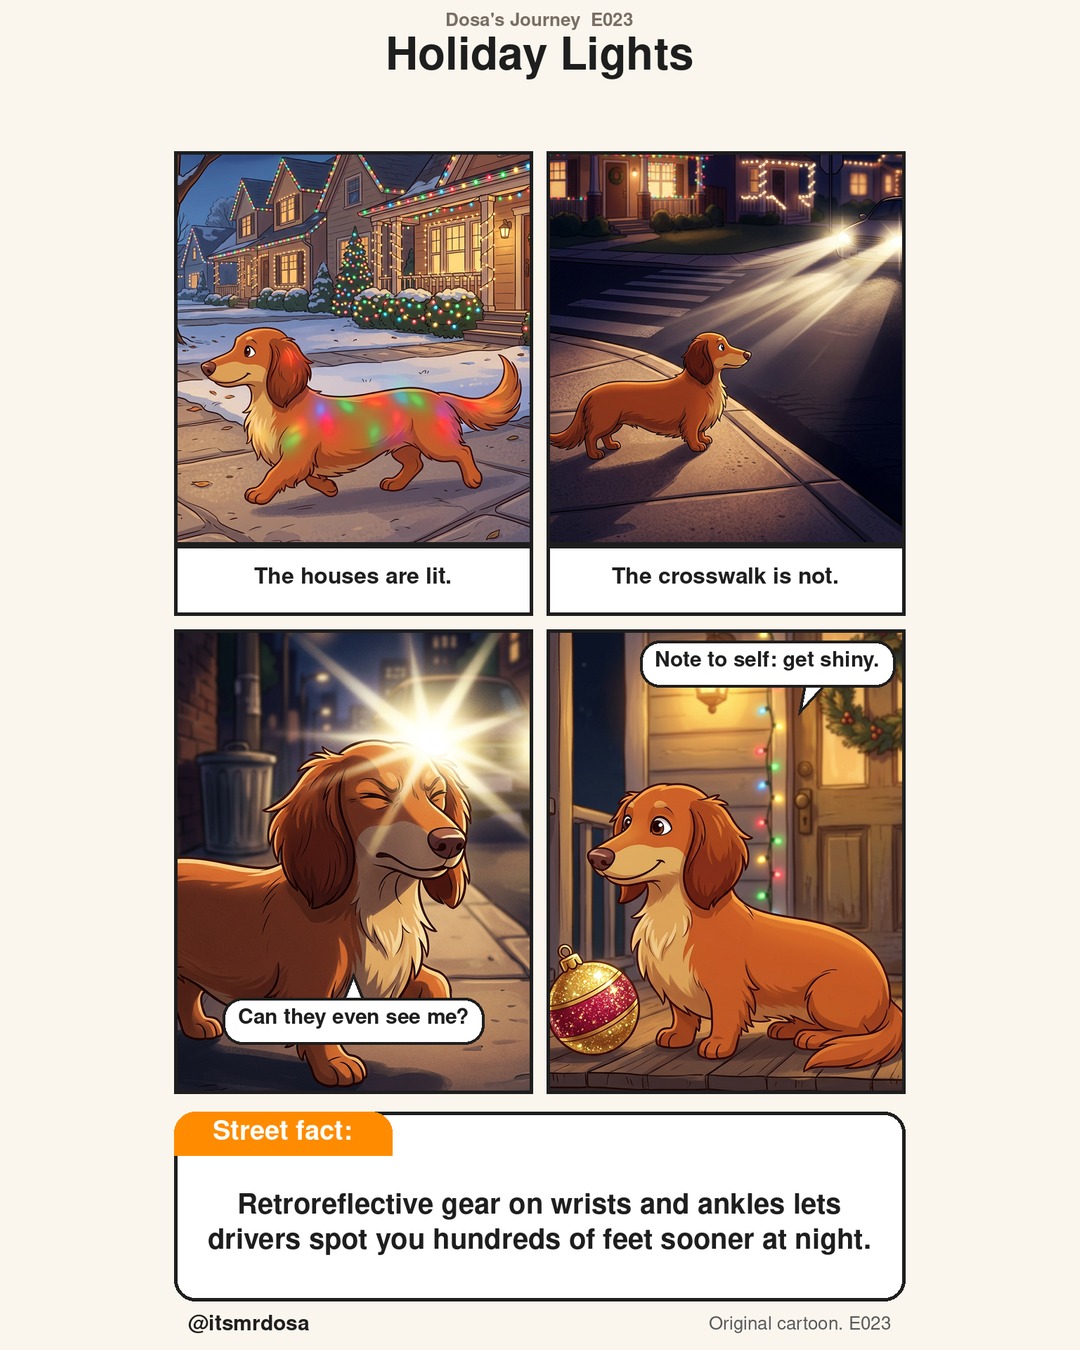 Dosa's Journey E023
Holiday Lights
The houses are lit.
The crosswalk is not.
Can they even see me?
Note to self: get shiny.
Street fact:
Retroreflective gear on wrists and ankles lets
drivers spot you hundreds of feet sooner at night.
@itsmrdosa
Original cartoon. E023